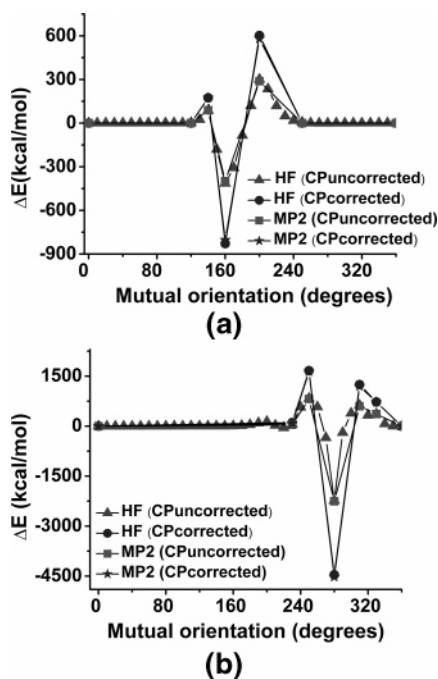 600
300
0
-300
-600
-900
ΔE(kcal/mol)
HF (CPuncorrected)
HF (CPcorrected)
MP2 (CPuncorrected)
MP2 (CPcorrected)
0 80 160 240 320
Mutual orientation (degrees)
(a)
1500
0
-1500
-3000
-4500
ΔE (kcal/mol)
HF (CPuncorrected)
HF (CPcorrected)
MP2 (CPuncorrected)
MP2 (CPcorrected)
0 80 160 240 320
Mutual orientation (degrees)
(b)